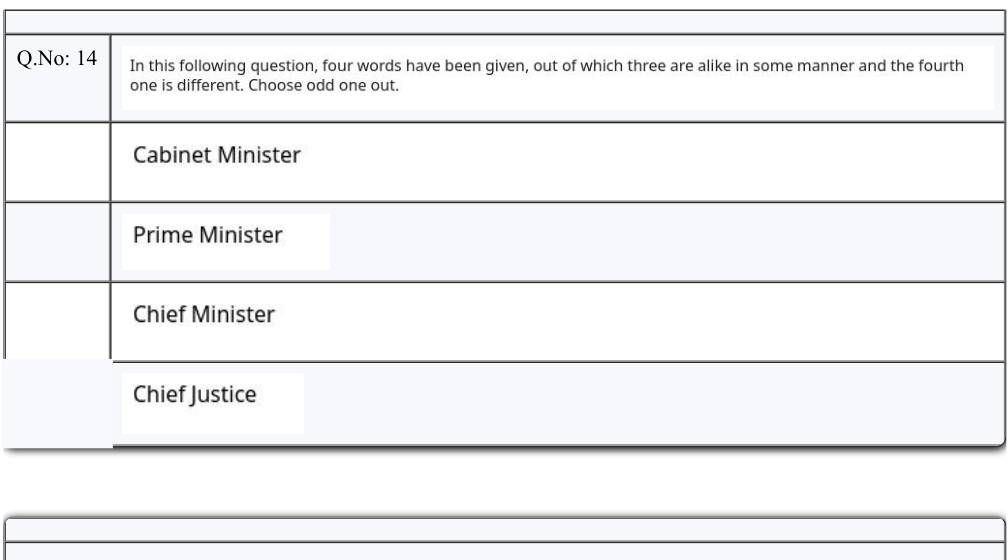 Q.No: 14
In this following question, four words have been given, out of which three are alike in some manner and the fourth
one is different. Choose odd one out.
Cabinet Minister
Prime Minister
Chief Minister
Chief Justice